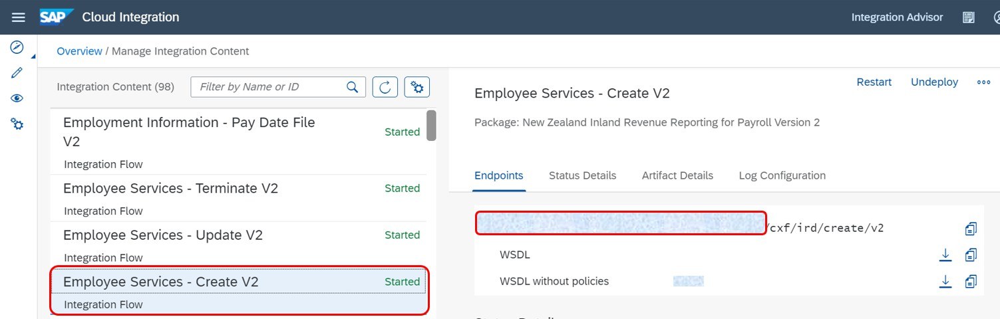 SAP Cloud Integration
Integration Advisor
Overview / Manage Integration Content
Integration Content (98)
Filter by Name or ID
Employment Information - Pay Date File
V2
Started
Integration Flow
Employee Services - Terminate V2
Started
Integration Flow
Employee Services - Update V2
Started
Integration Flow
Employee Services - Create V2
Started
Integration Flow
Employee Services - Create V2
Restart
Undeploy
Package: New Zealand Inland Revenue Reporting for Payroll Version 2
Endpoints
Status Details
Artifact Details
Log Configuration
/cxf/ird/create/v2
WSDL
WSDL without policies